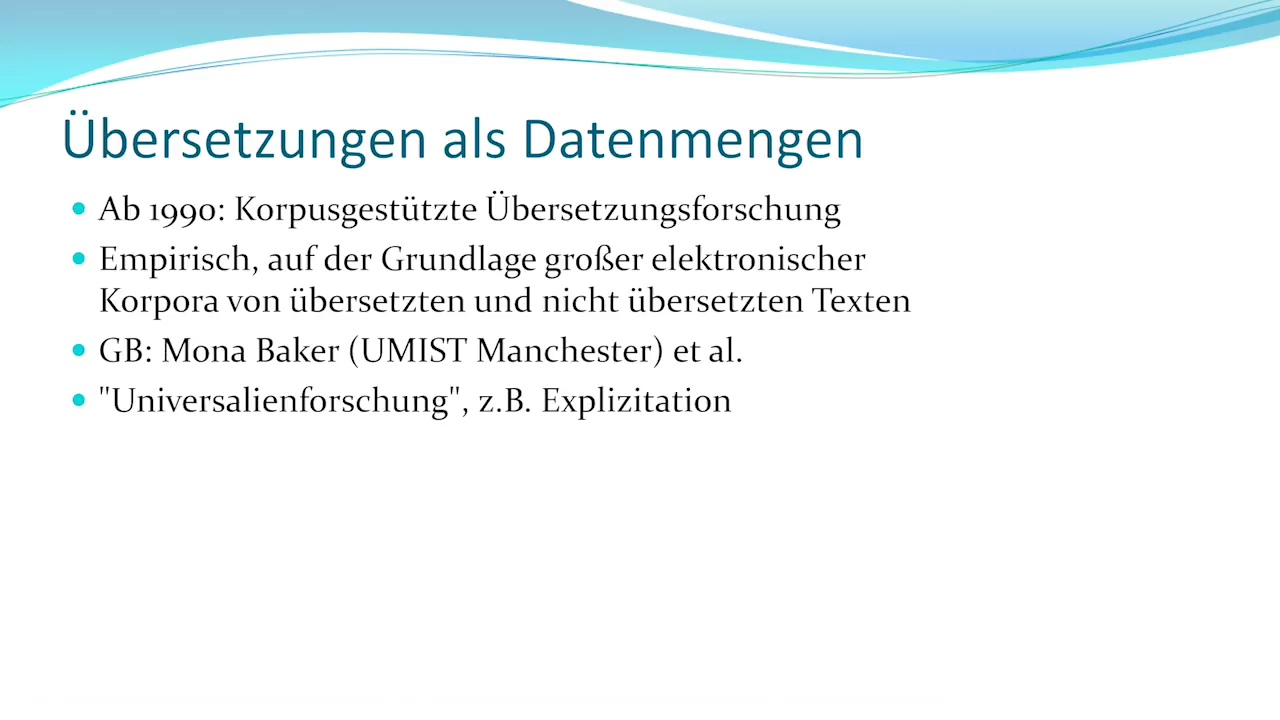 Übersetzungen als Datenmengen
Ab 1990: Korpusgestützte Übersetzungsforschung
Empirisch, auf der Grundlage großer elektronischer
Korpora von übersetzten und nicht übersetzten Texten
GB: Mona Baker (UMIST Manchester) et al.
"Universalienforschung", z.B. Explizitation